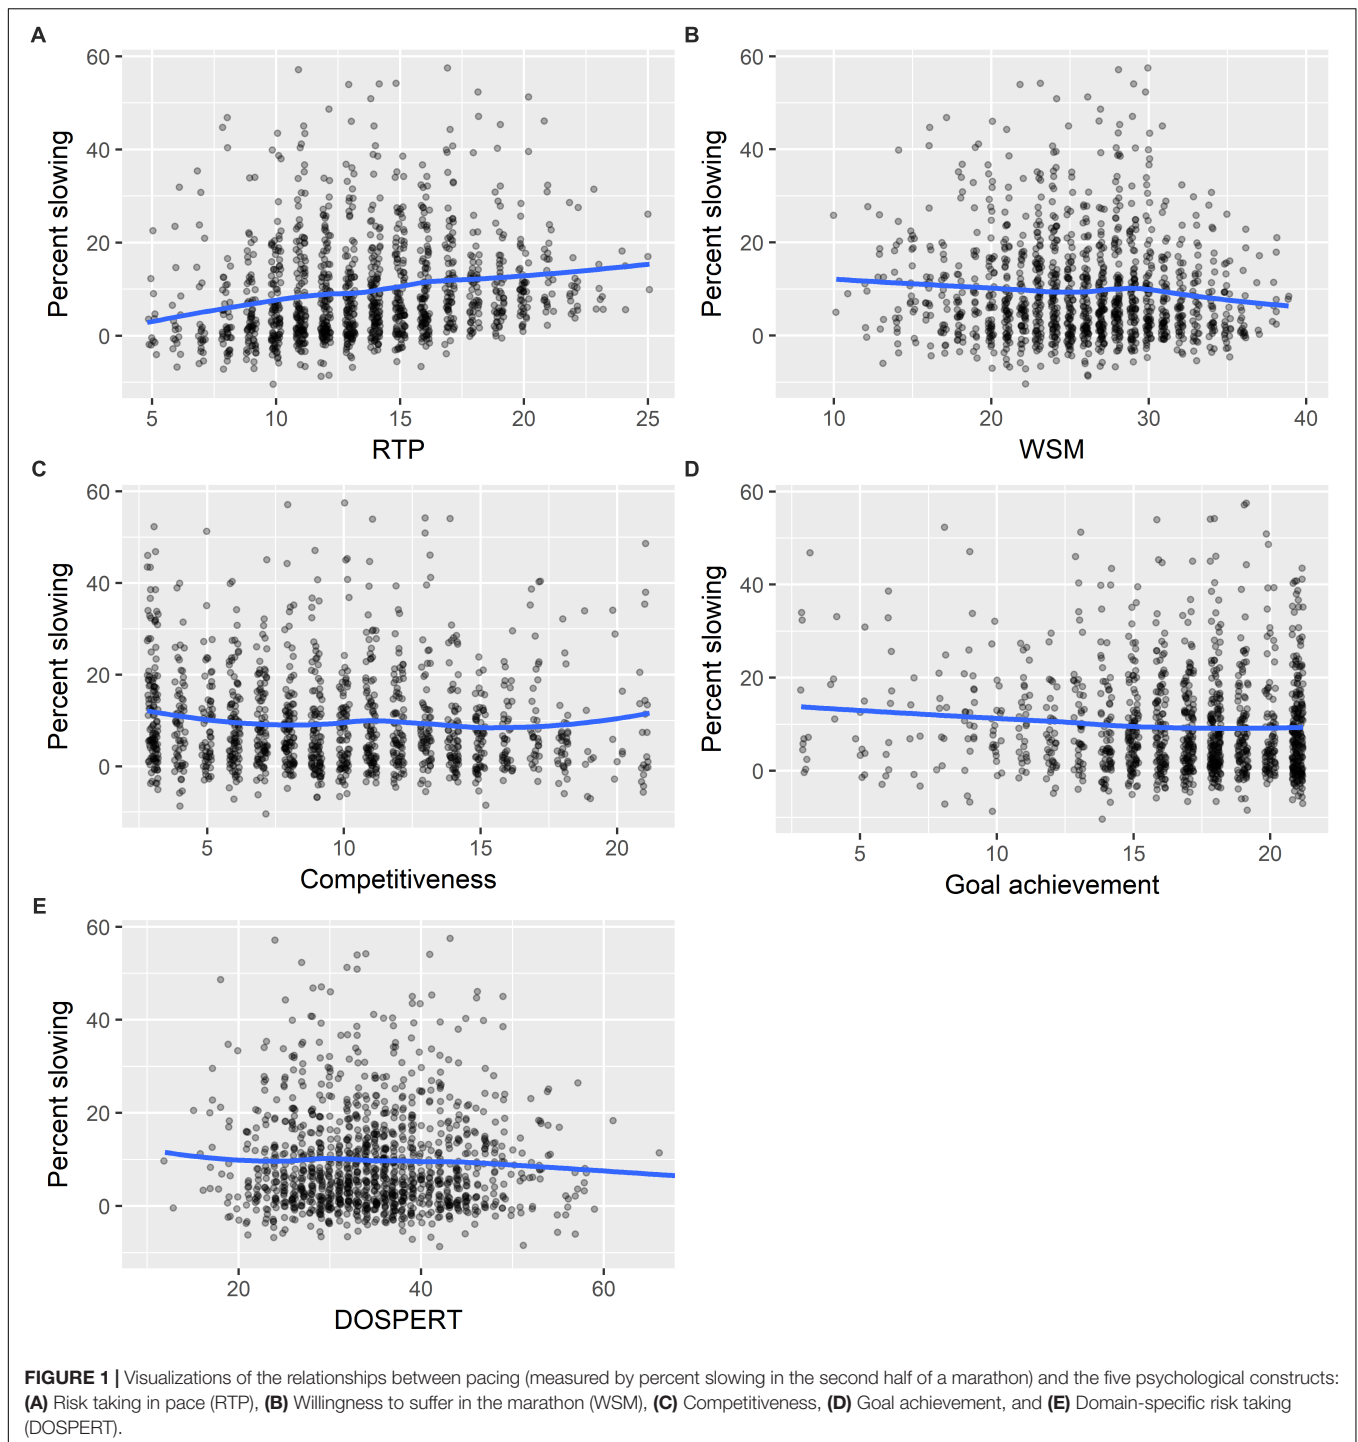 A
60
40
20
0
Percent slowing
5 10 15 20 25
RTP
B
60
40
20
0
Percent slowing
10 20 30 40
WSM
C
60
40
20
0
Percent slowing
5 10 15 20
Competitiveness
D
60
40
20
0
Percent slowing
5 10 15 20
Goal achievement
E
60
40
20
0
Percent slowing
20 40 60
DOSPERT
FIGURE 1 | Visualizations of the relationships between pacing (measured by percent slowing in the second half of a marathon) and the five psychological constructs:
(A) Risk taking in pace (RTP), (B) Willingness to suffer in the marathon (WSM), (C) Competitiveness, (D) Goal achievement, and (E) Domain-specific risk taking
(DOSPERT).